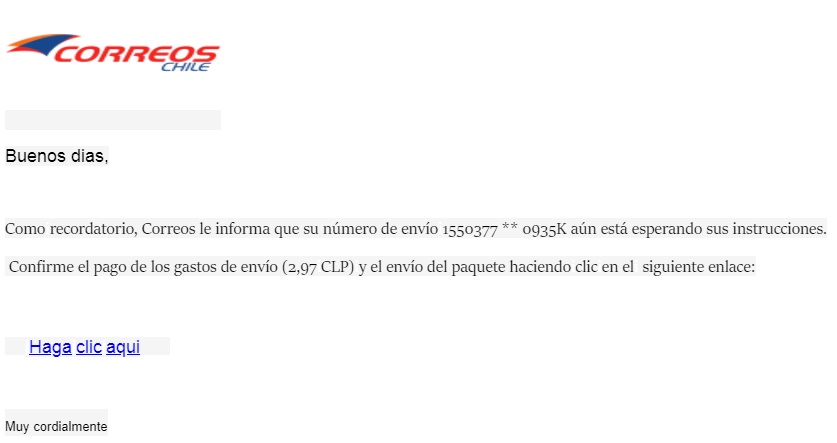 CORREOS
CHILE
Buenos dias,
Como recordatorio, Correos le informa que su número de envío 1550377 ** 0935K aún está esperando sus instrucciones.
Confirme el pago de los gastos de envío (2,97 CLP) y el envío del paquete haciendo clic en el siguiente enlace:
Haga clic aqui
Muy cordialmente